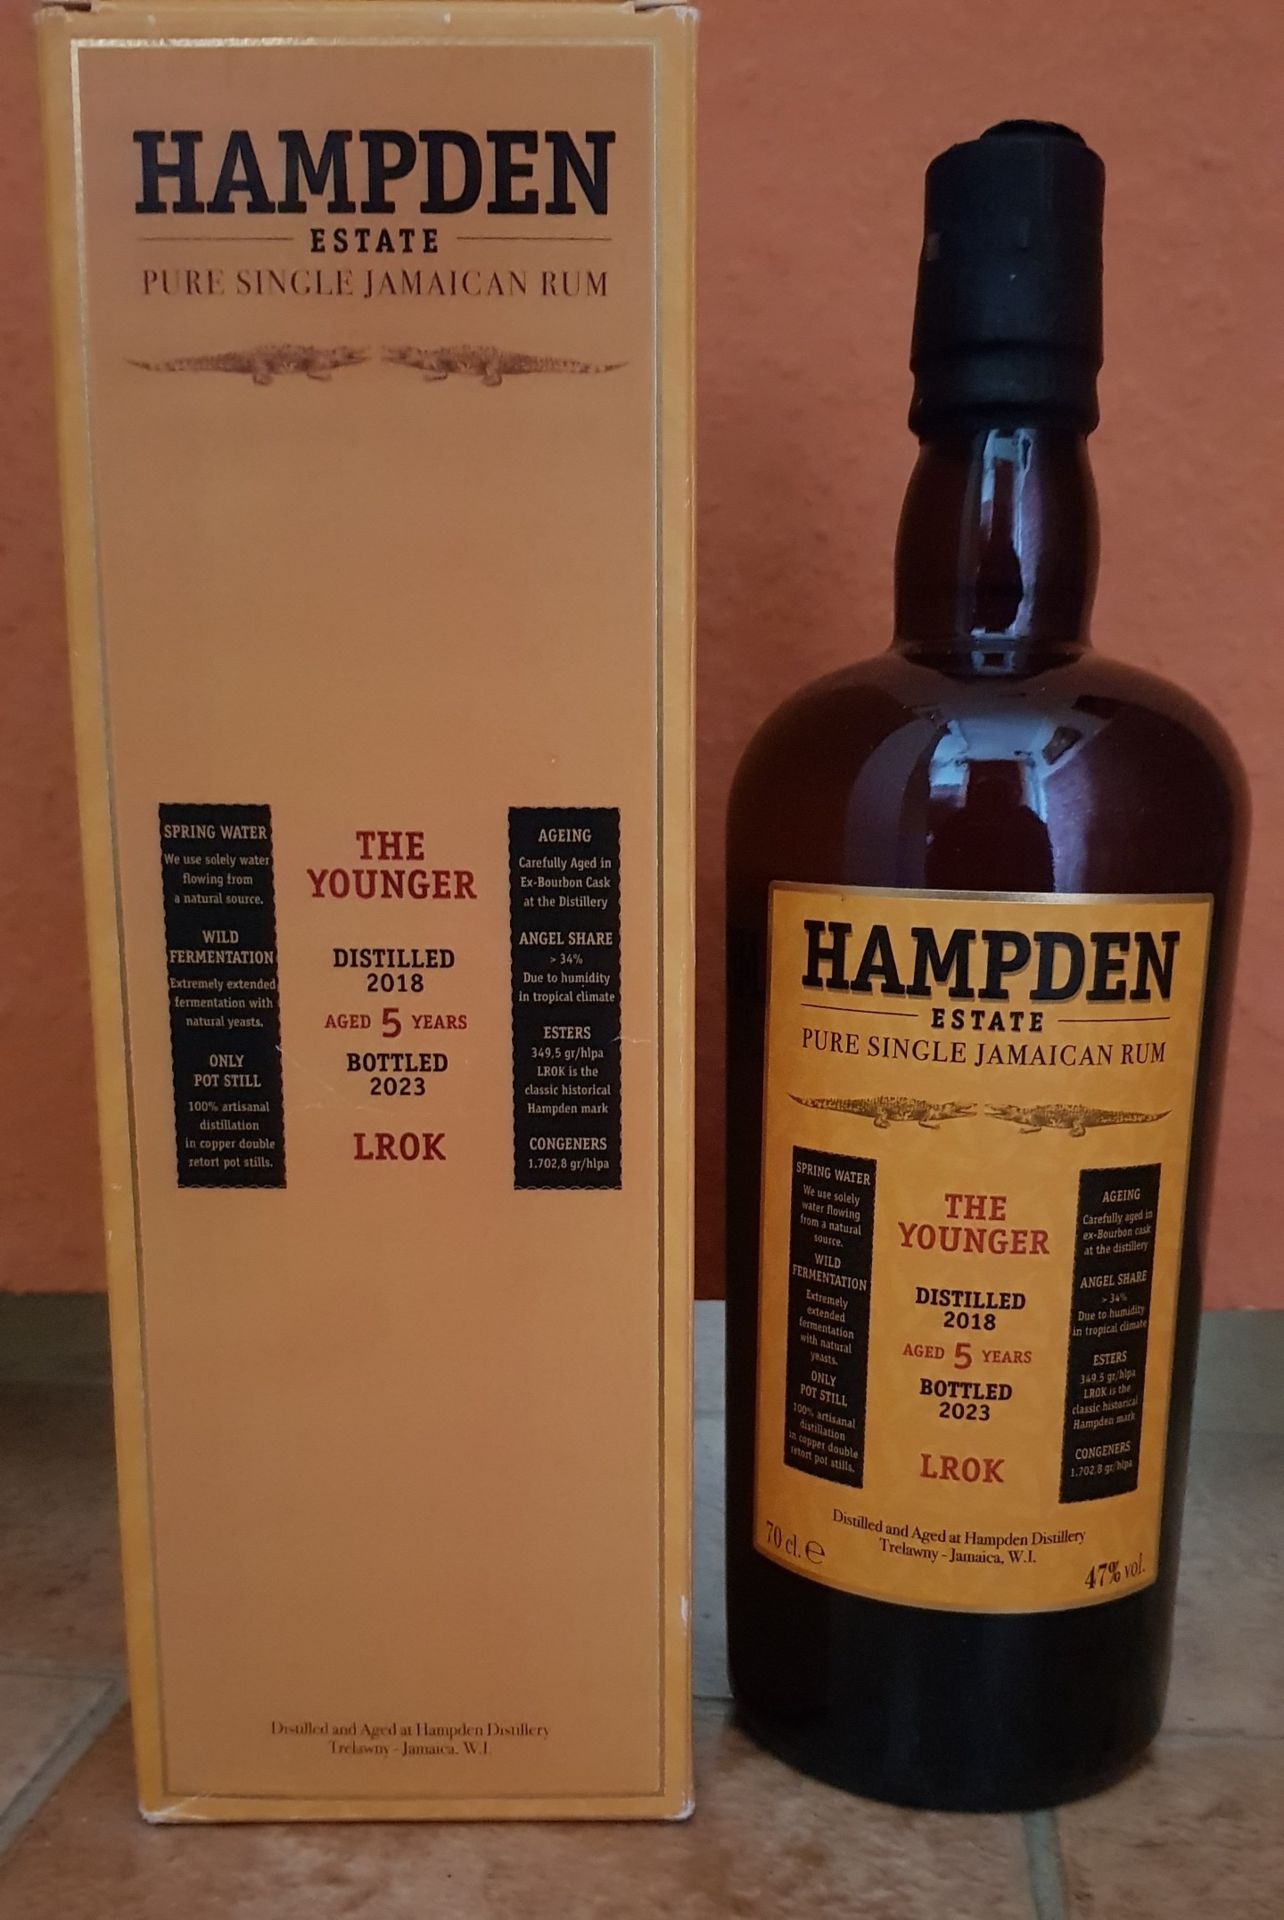 HAMPDEN
ESTATE
PURE SINGLE JAMAICAN RUM
SPRING WATER
We use solely water
flowing from
a natural source.
WILD
FERMENTATION
Extremely extended
fermentation with
natural yeasts.
ONLY
POT STILL
100% artisanal
distillation
in copper double
retort pot stills.
THE
YOUNGER
DISTILLED
2018
AGED 5 YEARS
BOTTLED
2023
LROK
AGEING
Carefully Aged in
Ex-Bourbon Cask
at the Distillery
ANGEL SHARE
> 34%
Due to humidity
in tropical climate
ESTERS
349,5 gr/hlpa
LROK is the
classic historical
Hampden mark
CONGENERS
1.702,8 gr/hlpa
Distilled and Aged at Hampden Distillery
Trelawny - Jamaica, W.I.
HAMPDEN
ESTATE
PURE SINGLE JAMAICAN RUM
SPRING WATER
We use solely
water flowing
from a natural
source.
WILD
FERMENTATION
Extremely
extended
fermentation
with natural
yeasts.
ONLY
POT STILL
100% artisanal
distillation
in copper double
retort pot stills.
THE
YOUNGER
DISTILLED
2018
AGED 5 YEARS
BOTTLED
2023
LROK
AGEING
Carefully aged in
ex-Bourbon cask
at the distillery
ANGEL SHARE
> 34%
Due to humidity
in tropical climate
ESTERS
349.5 gr/hlpa
LROK is the
classic historical
Hampden mark
CONGENERS
1.702.8 gr/hlpa
Distilled and Aged at Hampden Distillery
Trelawny - Jamaica, W.I.
70 cl. ℮
47% vol.